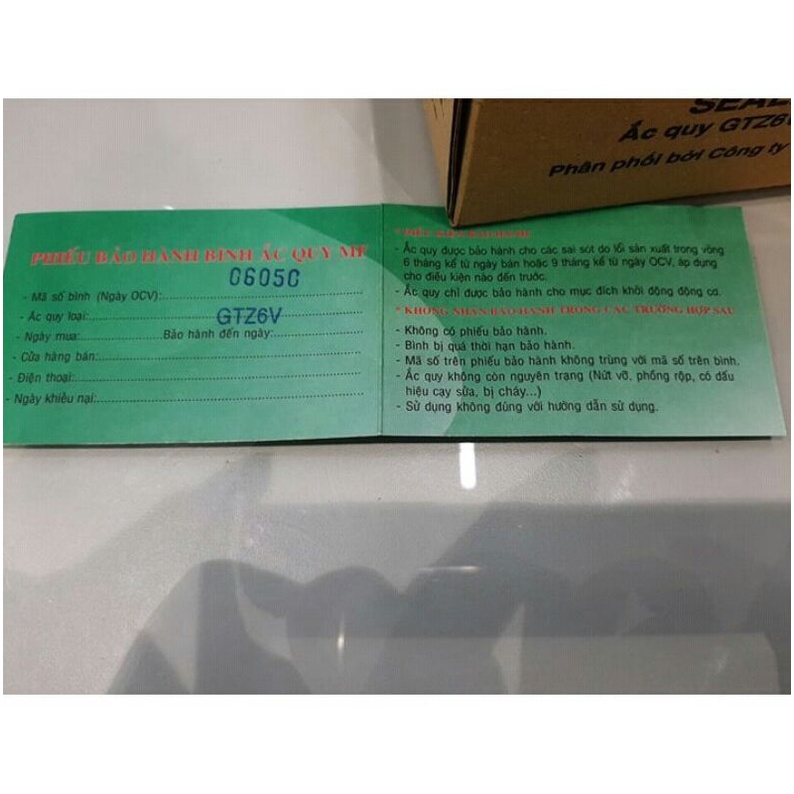 SEAL
Ắc quy GTZ6V
Phân phối bởi Công ty
PHIẾU BẢO HÀNH BÌNH ẮC QUY MF
06050
- Mã số bình (Ngày OCV):
- Ắc quy loại: GTZ6V
- Ngày mua: Bảo hành đến ngày:
- Cửa hàng bán:
- Điện thoại:
- Ngày khiếu nại:
* ĐIỀU KIỆN BẢO HÀNH
- Ắc quy được bảo hành cho các sai sót do lỗi sản xuất trong vòng
6 tháng kể từ ngày bán hoặc 9 tháng kể từ ngày OCV, áp dụng
cho điều kiện nào đến trước.
- Ắc quy chỉ được bảo hành cho mục đích khởi động động cơ.
* KHÔNG NHẬN BẢO HÀNH TRONG CÁC TRƯỜNG HỢP SAU
- Không có phiếu bảo hành.
- Bình bị quá thời hạn bảo hành.
- Mã số trên phiếu bảo hành không trùng với mã số trên bình.
- Ắc quy không còn nguyên trạng (Nứt vỡ, phồng rộp, có dấu
hiệu cạy sửa, bị cháy...)
- Sử dụng không đúng với hướng dẫn sử dụng.